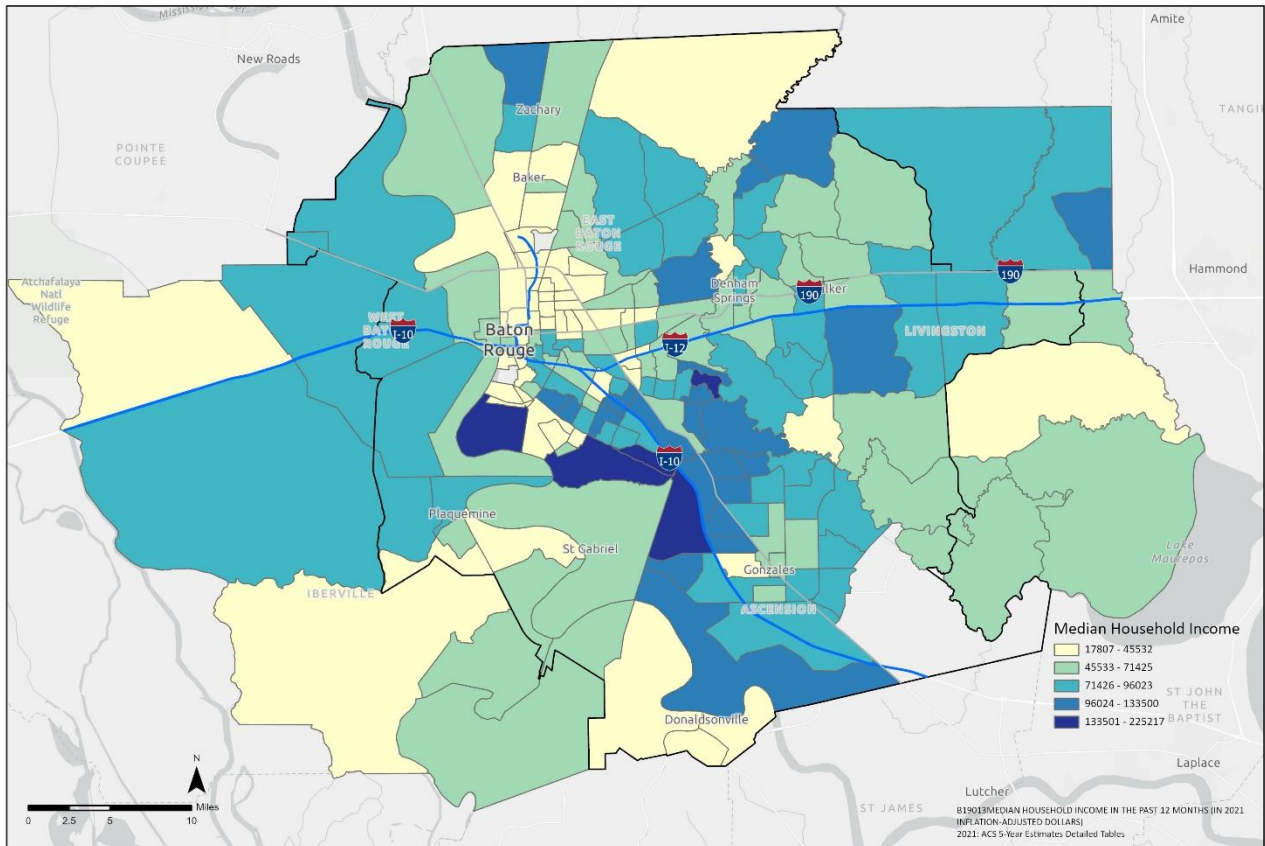 Amite
New Roads
TANGI
Zachary
POINTE
COUPEE
Baker
EAST
BATON
ROUGE
Hammond
190
Atchafalaya
Natl
Wildlife
Refuge
Denham
Springs
190
lker
WEST
BATON
ROUGE
I-10
Baton
Rouge
LIVINGSTON
I-12
I-10
Plaquemine
St Gabriel
Lake
Maurepas
Gonzales
IBERVILLE
ASCENSION
Median Household Income
17807 - 45532
45533 - 71425
71426 - 96023
96024 - 133500
133501 - 225217
ST JOHN
THE
BAPTIST
Donaldsonville
Laplace
N
Miles
0 2.5 5 10
Lutcher
ST JAMES
B19013MEDIAN HOUSEHOLD INCOME IN THE PAST 12 MONTHS (IN 2021
INFLATION-ADJUSTED DOLLARS)
2021: ACS 5-Year Estimates Detailed Tables